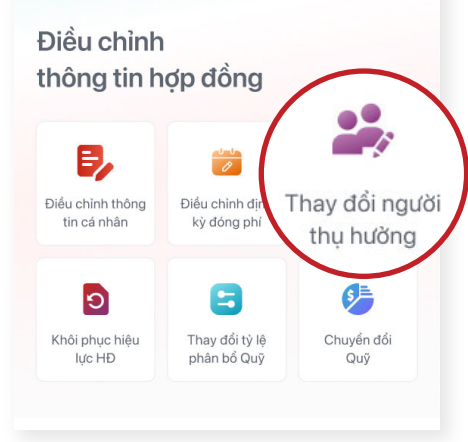 Điều chỉnh
thông tin hợp đồng
Điều chỉnh thông
tin cá nhân
Điều chỉnh địn
kỳ đóng phí
Thay đổi người
thụ hưởng
Khôi phục hiệu
lực HĐ
Thay đổi tỷ lệ
phân bổ Quỹ
Chuyển đổi
Quỹ